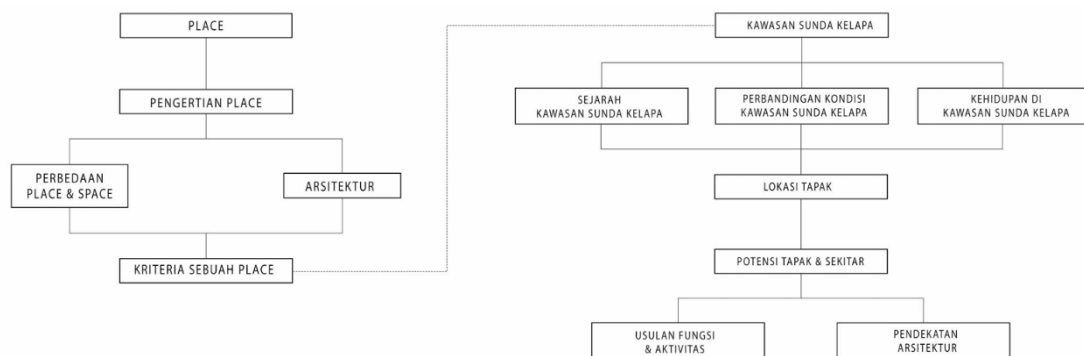 PLACE
PENGERTIAN PLACE
PERBEDAAN
PLACE & SPACE
ARSITEKTUR
KRITERIA SEBUAH PLACE
KAWASAN SUNDA KELAPA
SEJARAH
KAWASAN SUNDA KELAPA
PERBANDINGAN KONDISI
KAWASAN SUNDA KELAPA
KEHIDUPAN DI
KAWASAN SUNDA KELAPA
LOKASI TAPAK
POTENSI TAPAK & SEKITAR
USULAN FUNGSI
& AKTIVITAS
PENDEKATAN
ARSITEKTUR